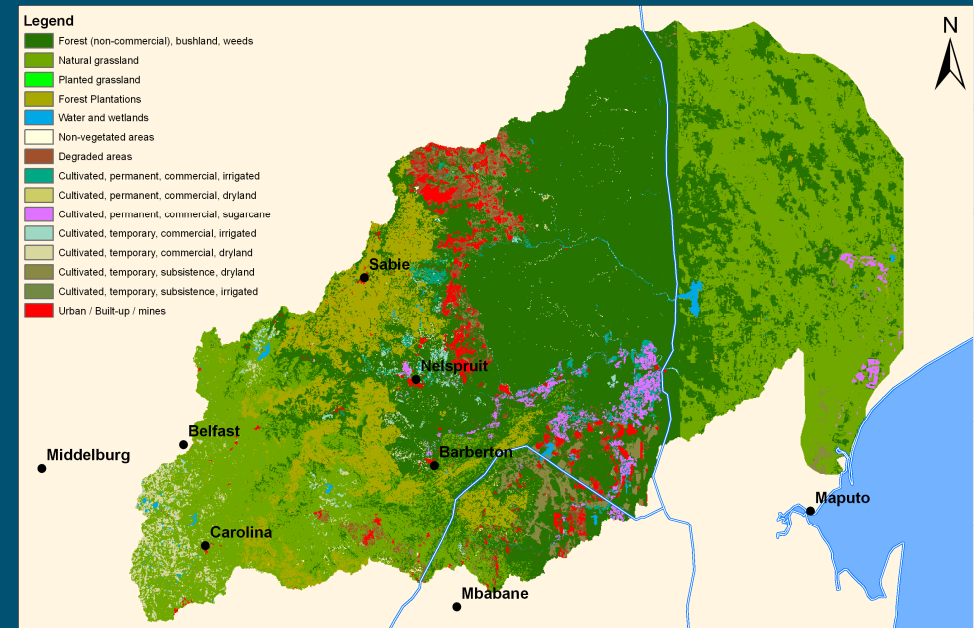 Legend
Forest (non-commercial), bushland, weeds
Natural grassland
Planted grassland
Forest Plantations
Water and wetlands
Non-vegetated areas
Degraded areas
Cultivated, permanent, commercial, irrigated
Cultivated, permanent, commercial, dryland
Cultivated, permanent, commercial, sugarcane
Cultivated, temporary, commercial, irrigated
Cultivated, temporary, commercial, dryland
Cultivated, temporary, subsistence, dryland
Cultivated, temporary, subsistence, irrigated
Urban / Built-up / mines
N
Sabie
Nelspruit
Belfast
Middelburg
Barberton
Maputo
Carolina
Mbabane